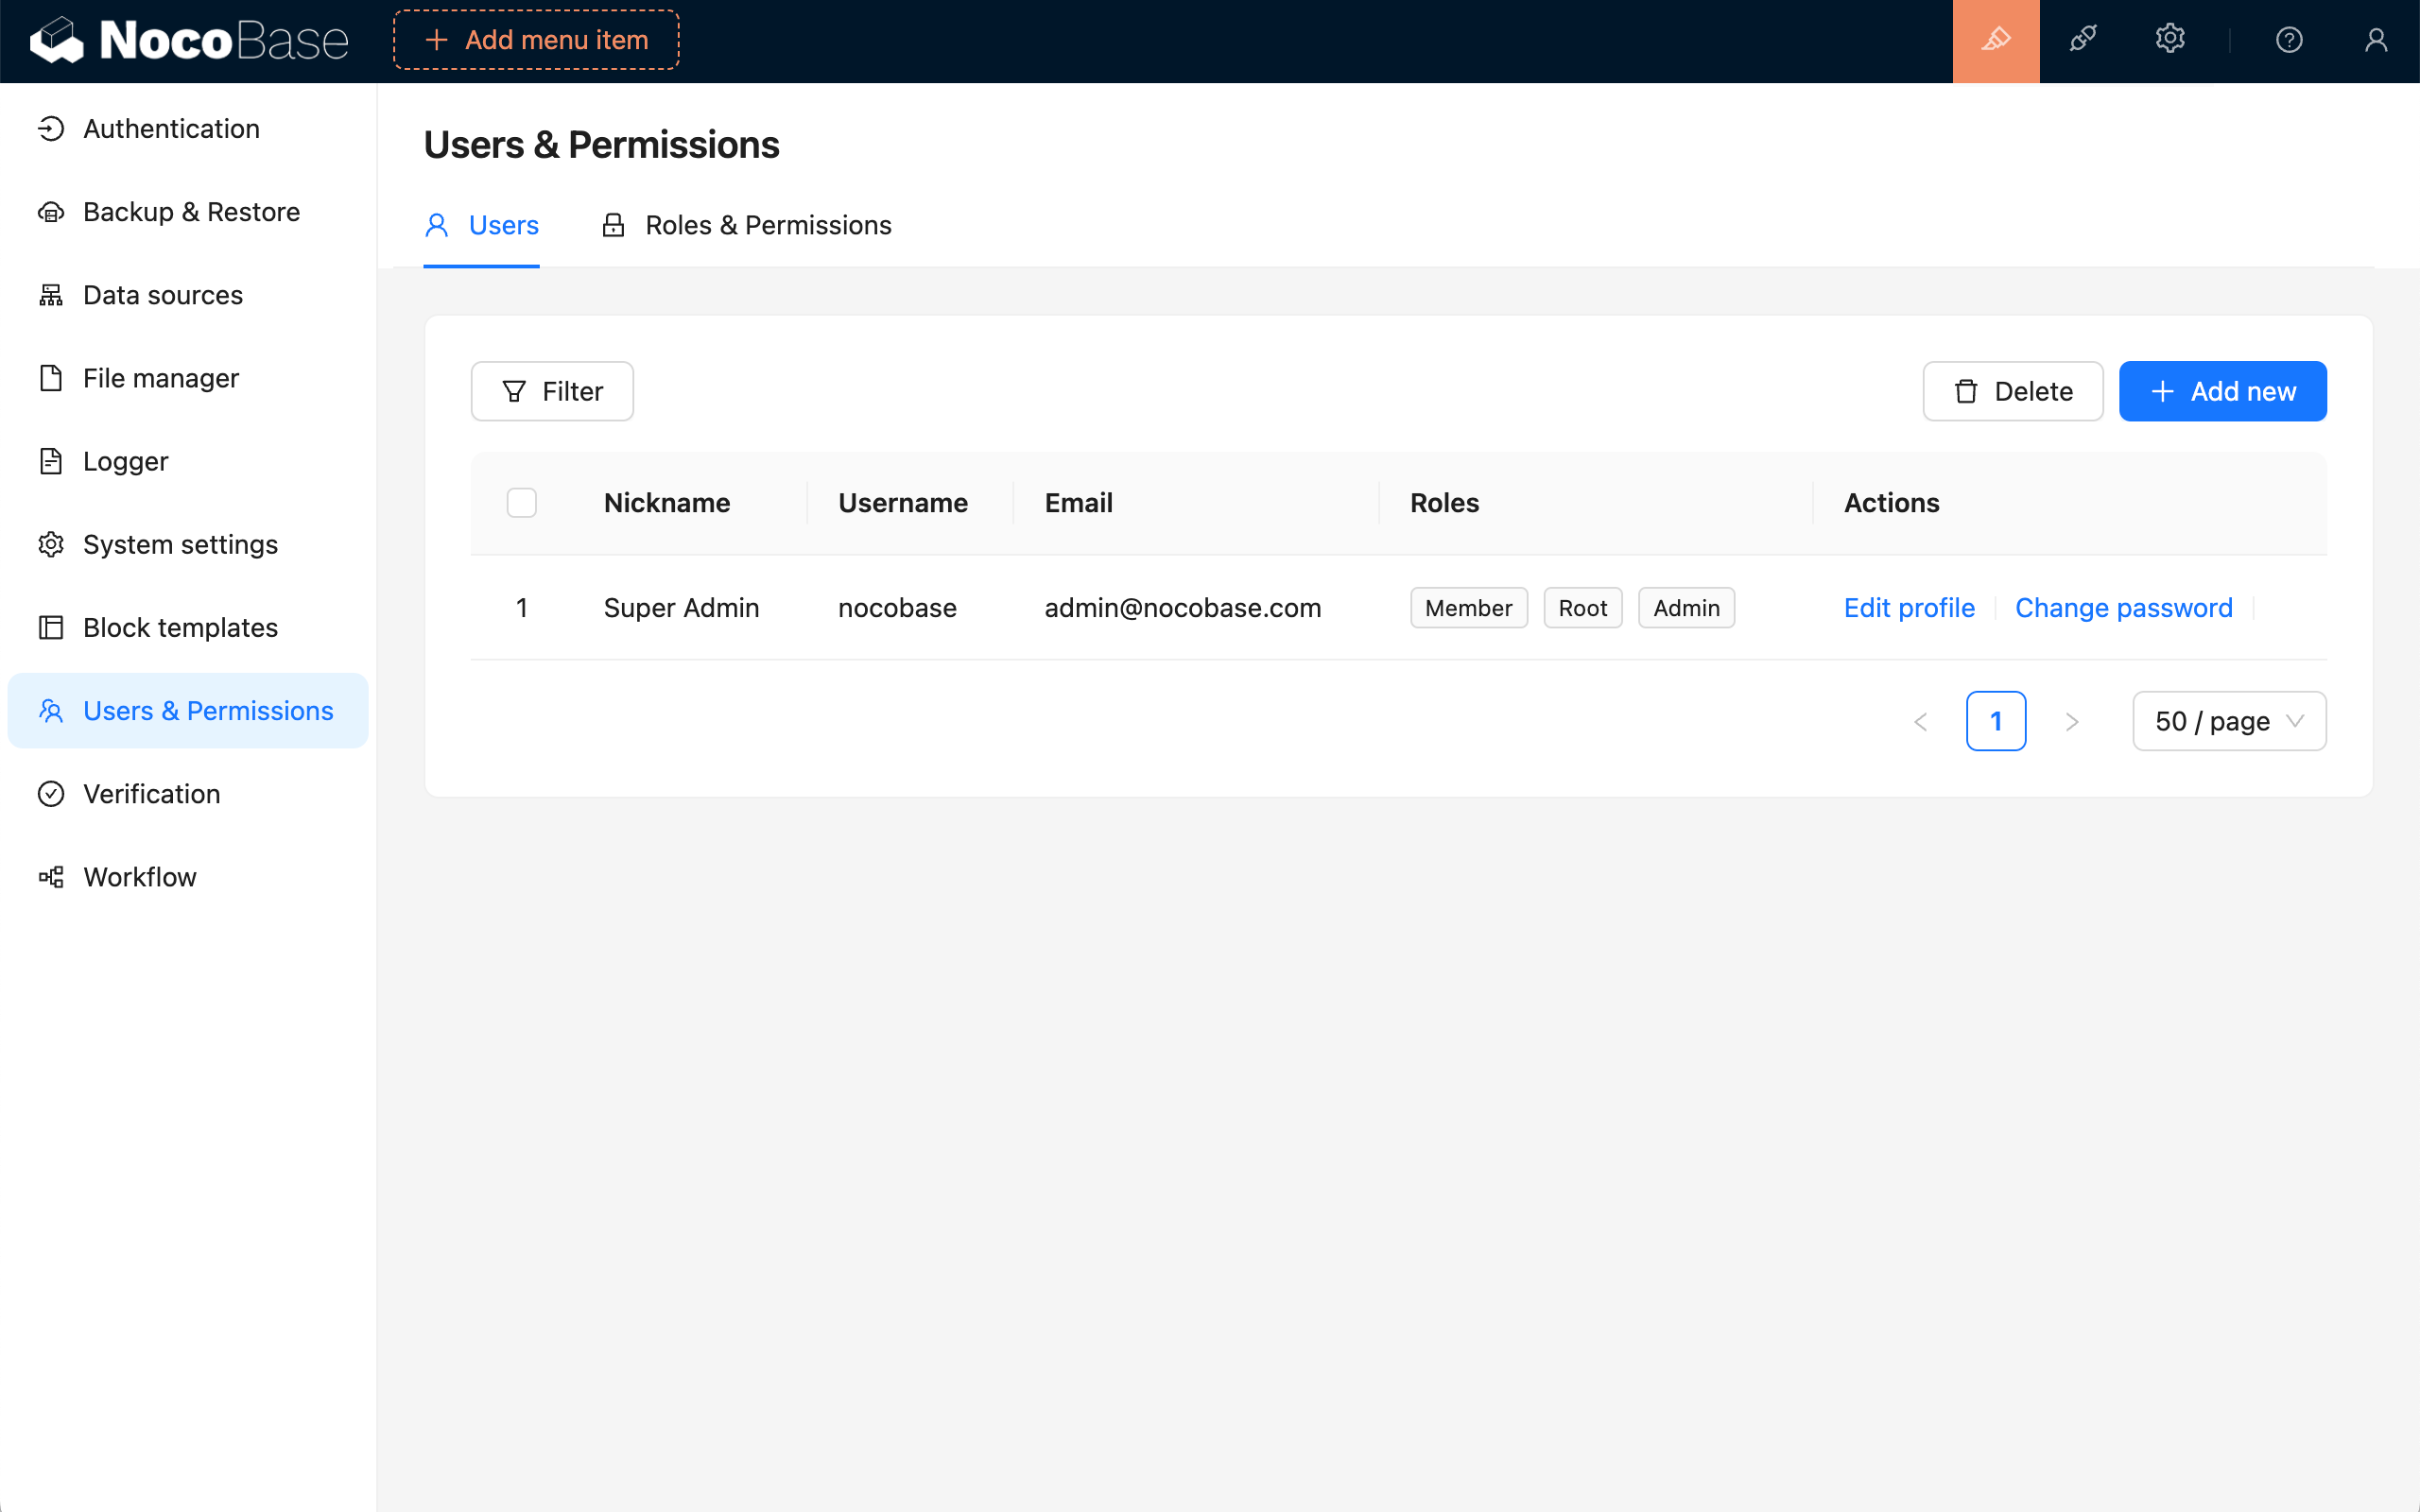 NocoBase
Add menu item
Authentication
Backup & Restore
Data sources
File manager
Logger
System settings
Block templates
Users & Permissions
Verification
Workflow
Users & Permissions
Users Roles & Permissions
Filter Delete Add new
Nickname Username Email Roles Actions
1 Super Admin nocobase admin@nocobase.com Member Root Admin Edit profile Change password
1 50 / page